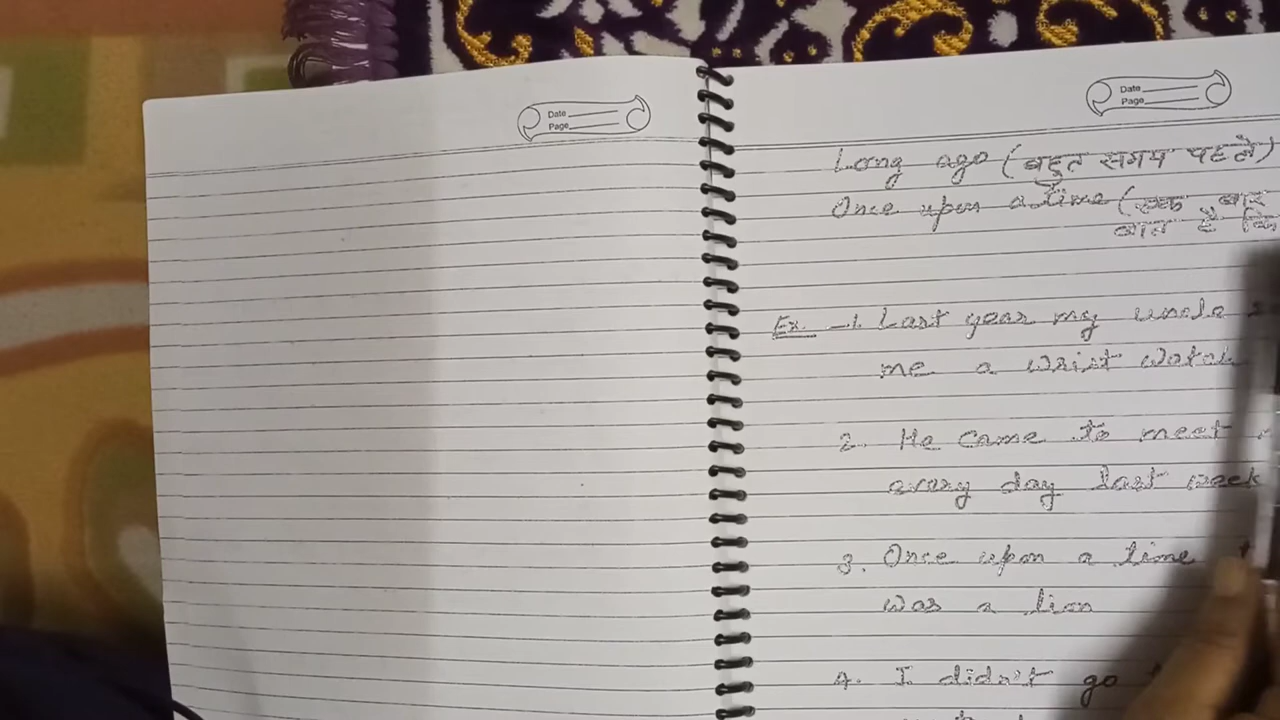 Date
Page
Date
Page
Long ago (बहुत समय पहले)
Once upon a time (एक बार
बात है कि
Ex. -1. Last year my uncle
me a wrist watch
2. He came to meet
every day last week
3. Once upon a time
was a lion
4. I didn't go